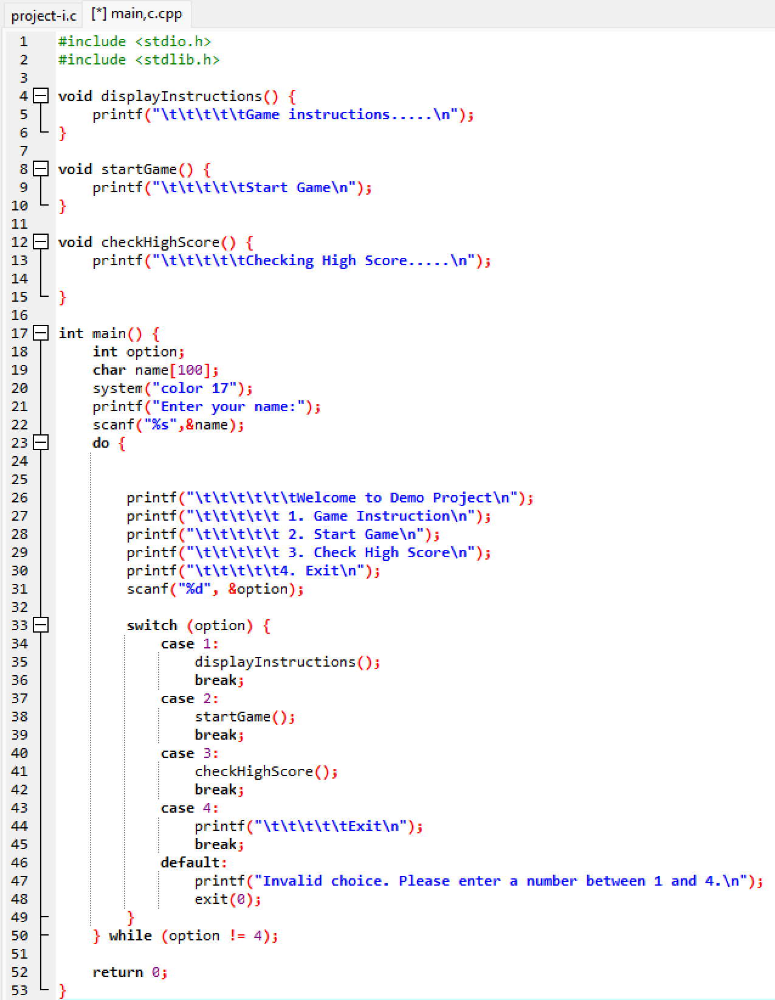 project-i.c [*] main,c.cpp
1 #include <stdio.h>
2 #include <stdlib.h>
3
4 void displayInstructions() {
5     printf("\t\t\t\t\tGame instructions.....\n");
6 }
7
8 void startGame() {
9     printf("\t\t\t\t\tStart Game\n");
10 }
11
12 void checkHighScore() {
13     printf("\t\t\t\t\tChecking High Score.....\n");
14
15 }
16
17 int main() {
18     int option;
19     char name[100];
20     system("color 17");
21     printf("Enter your name:");
22     scanf("%s",&name);
23     do {
24
25
26         printf("\t\t\t\t\t\tWelcome to Demo Project\n");
27         printf("\t\t\t\t\t 1. Game Instruction\n");
28         printf("\t\t\t\t\t 2. Start Game\n");
29         printf("\t\t\t\t\t 3. Check High Score\n");
30         printf("\t\t\t\t\t4. Exit\n");
31         scanf("%d", &option);
32
33         switch (option) {
34             case 1:
35                 displayInstructions();
36                 break;
37             case 2:
38                 startGame();
39                 break;
40             case 3:
41                 checkHighScore();
42                 break;
43             case 4:
44                 printf("\t\t\t\t\tExit\n");
45                 break;
46             default:
47                 printf("Invalid choice. Please enter a number between 1 and 4.\n");
48                 exit(0);
49         }
50     } while (option != 4);
51
52     return 0;
53 }